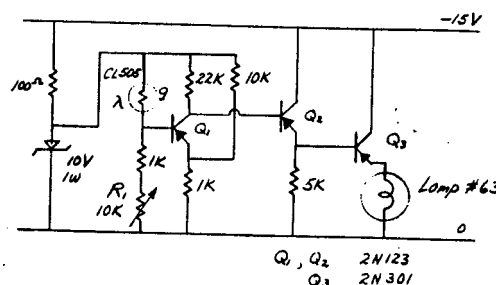 -15V
100Ω
CL505
λ
g
22K
10K
Q₁
Q₂
Q₃
10V
1W
1K
R₁
10K
1K
5K
Lamp #63
0
Q₁, Q₂ 2N123
Q₃ 2N301